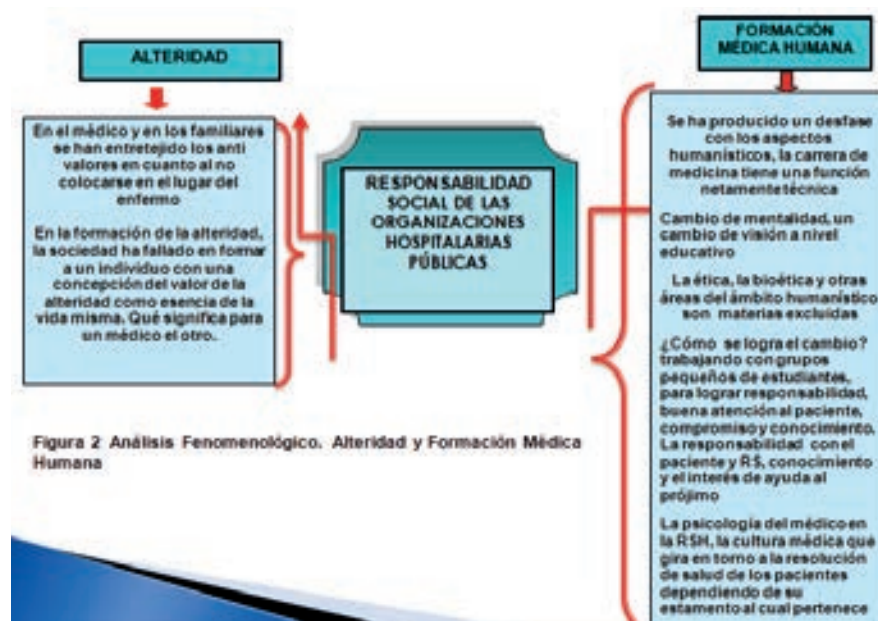 ALTERIDAD
En el médico y en los familiares
se han entretejido los anti
valores en cuanto al no
colocarse en el lugar del
enfermo
En la formación de la alteridad,
la sociedad ha fallado en formar
a un individuo con una
concepción del valor de la
alteridad como esencia de la
vida misma. Qué significa para
un médico el otro.
RESPONSABILIDAD
SOCIAL DE LAS
ORGANIZACIONES
HOSPITALARIAS
PÚBLICAS
FORMACIÓN
MÉDICA HUMANA
Se ha producido un desfase
con los aspectos
humanísticos, la carrera de
medicina tiene una función
netamente técnica
Cambio de mentalidad, un
cambio de visión a nivel
educativo
La ética, la bioética y otras
áreas del ámbito humanístico
son materias excluidas
¿Cómo se logra el cambio?
trabajando con grupos
pequeños de estudiantes,
para lograr responsabilidad,
buena atención al paciente,
compromiso y conocimiento.
La responsabilidad con el
paciente y RS, conocimiento
y el interés de ayuda al
prójimo
La psicología del médico en
la RSH, la cultura médica que
gira en torno a la resolución
de salud de los pacientes
dependiendo de su
estamento al cual pertenece
Figura 2 Análisis Fenomenológico. Alteridad y Formación Médica
Humana